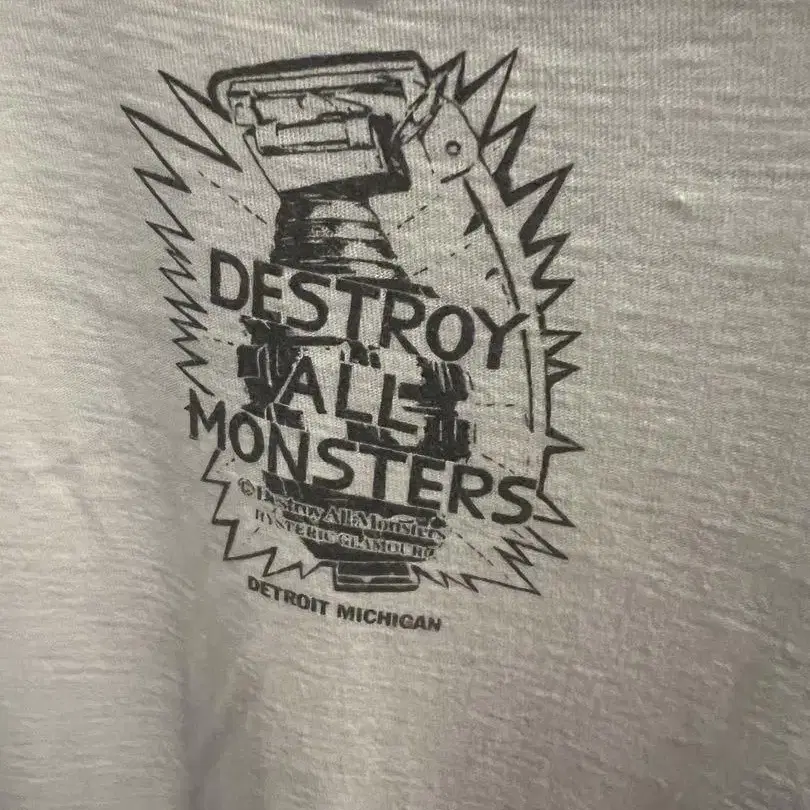 DESTROY
ALL
MONSTERS
©Destroy All Monsters
HYSTERIC GLAMOUR
DETROIT MICHIGAN